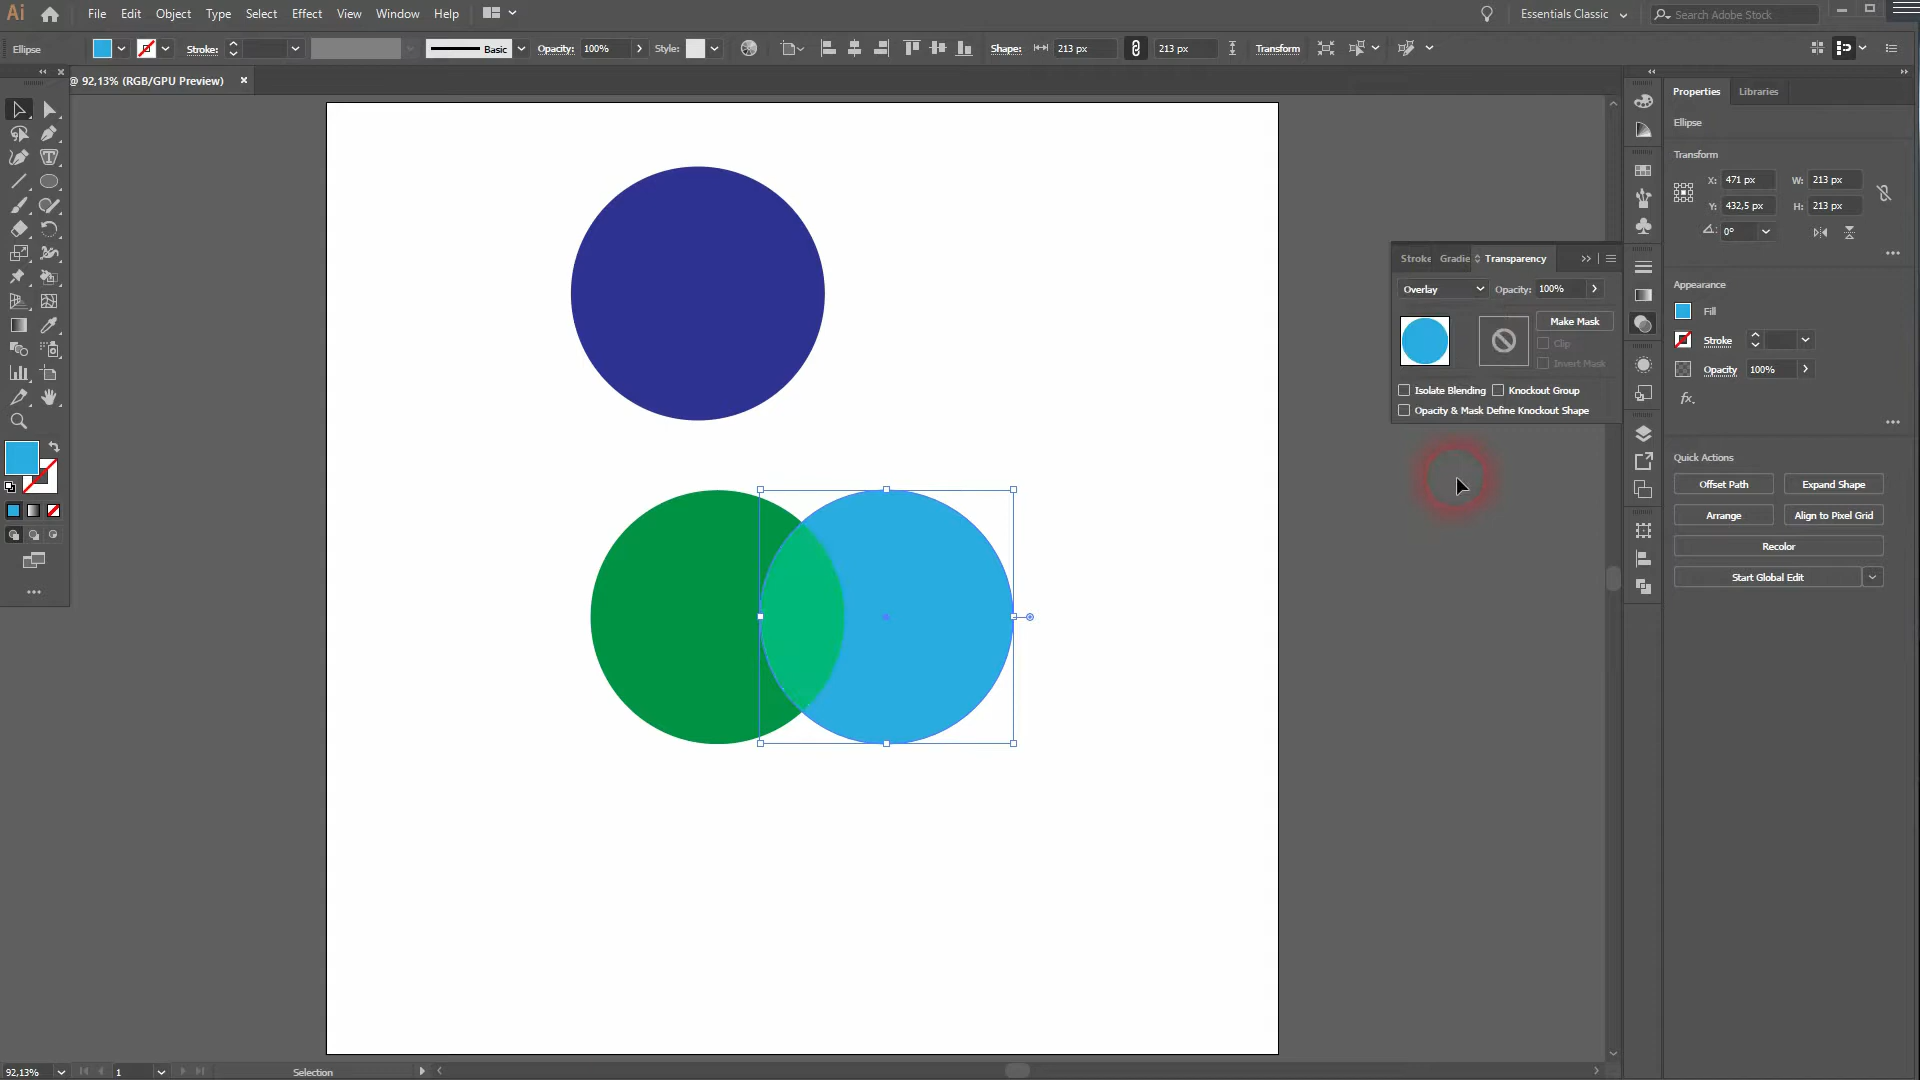 Ai File Edit Object Type Select Effect View Window Help Essentials Classic Search Adobe Stock
Ellipse Stroke: Basic Opacity: 100% Style: Shape: 213 px 213 px Transform
@ 92,13% (RGB/GPU Preview) ×
Properties Libraries
Ellipse
Transform
X: 471 px W: 213 px
Y: 432,5 px H: 213 px
0°
Stroke Gradie Transparency
Overlay Opacity: 100%
Make Mask
Clip
Invert Mask
Isolate Blending Knockout Group
Opacity & Mask Define Knockout Shape
Appearance
Fill
Stroke
Opacity 100%
fx.
Quick Actions
Offset Path Expand Shape
Arrange Align to Pixel Grid
Recolor
Start Global Edit
92,13% 1 Selection